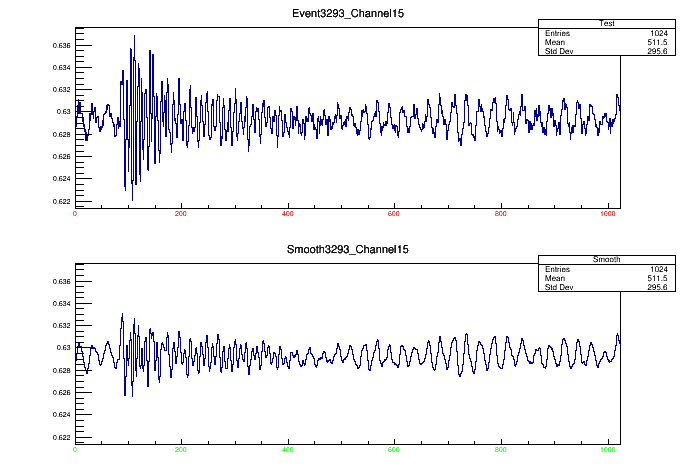 Event3293_Channel15
Test
Entries 1024
Mean 511.5
Std Dev 295.6
0.636
0.634
0.632
0.63
0.628
0.626
0.624
0.622
0 200 400 600 800 1000
Smooth3293_Channel15
Smooth
Entries 1024
Mean 511.5
Std Dev 295.6
0.636
0.634
0.632
0.63
0.628
0.626
0.624
0.622
0 200 400 600 800 1000